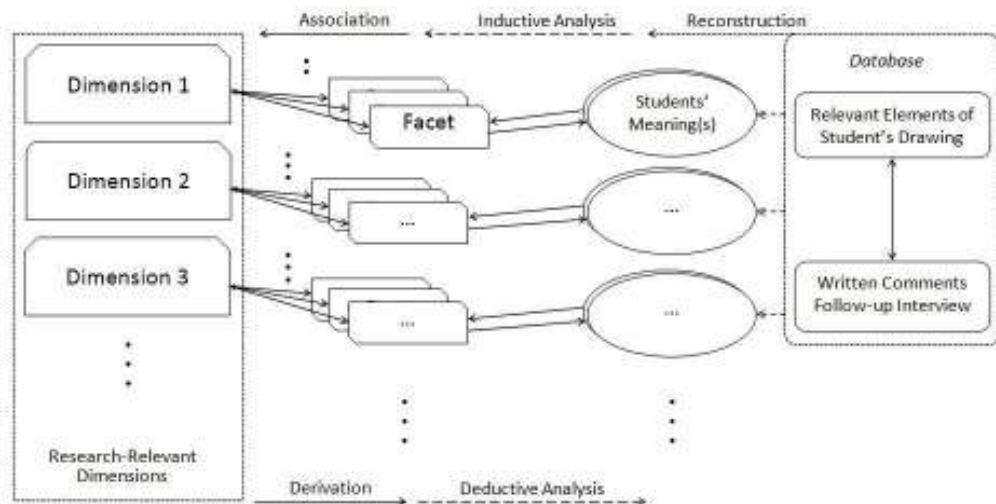 Association
Inductive Analysis
Reconstruction
Dimension 1
Facet
Students'
Meaning(s)
Database
Relevant Elements of
Student's Drawing
Dimension 2
...
...
Dimension 3
...
...
Written Comments
Follow-up Interview
Research-Relevant
Dimensions
Derivation
Deductive Analysis